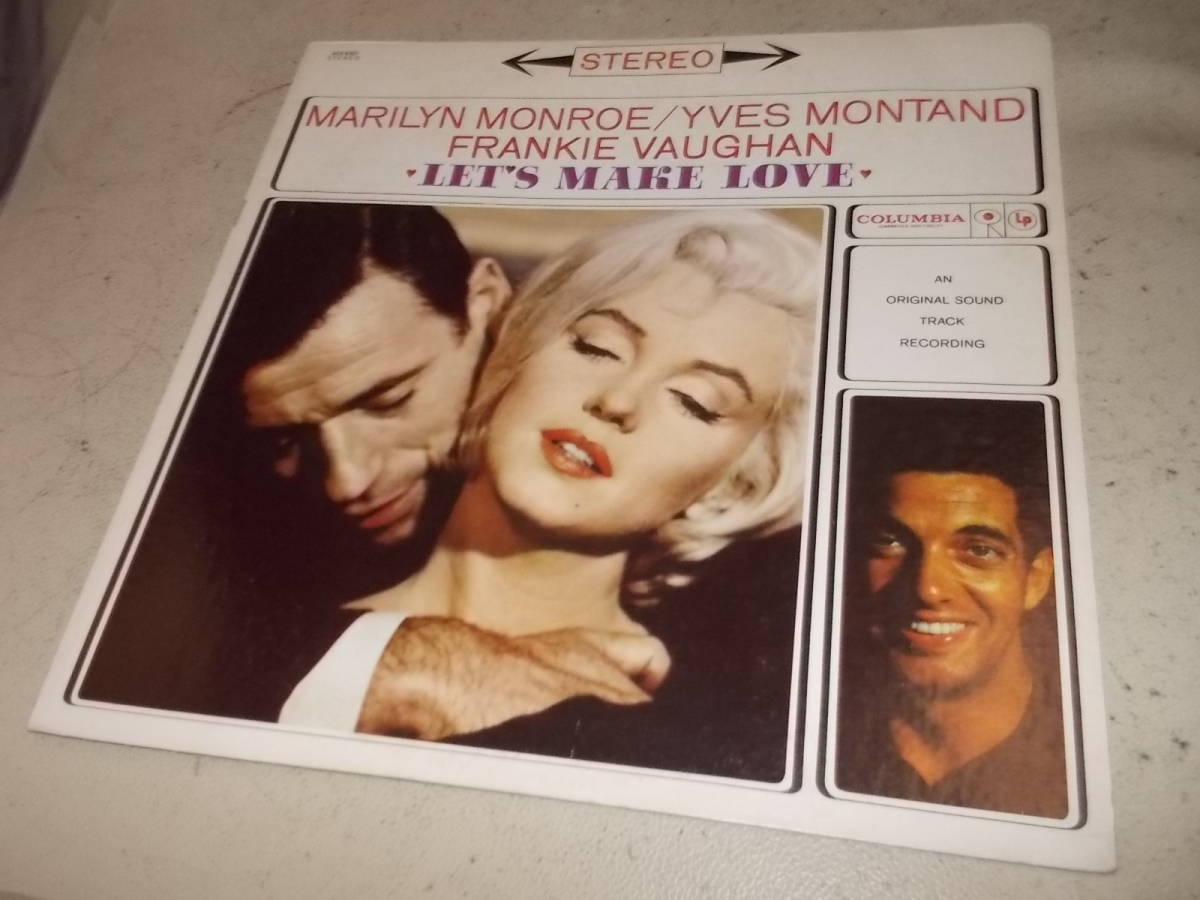 STEREO
MARILYN MONROE/YVES MONTAND
FRANKIE VAUGHAN
LET'S MAKE LOVE
COLUMBIA
Lp
AN
ORIGINAL SOUND
TRACK
RECORDING